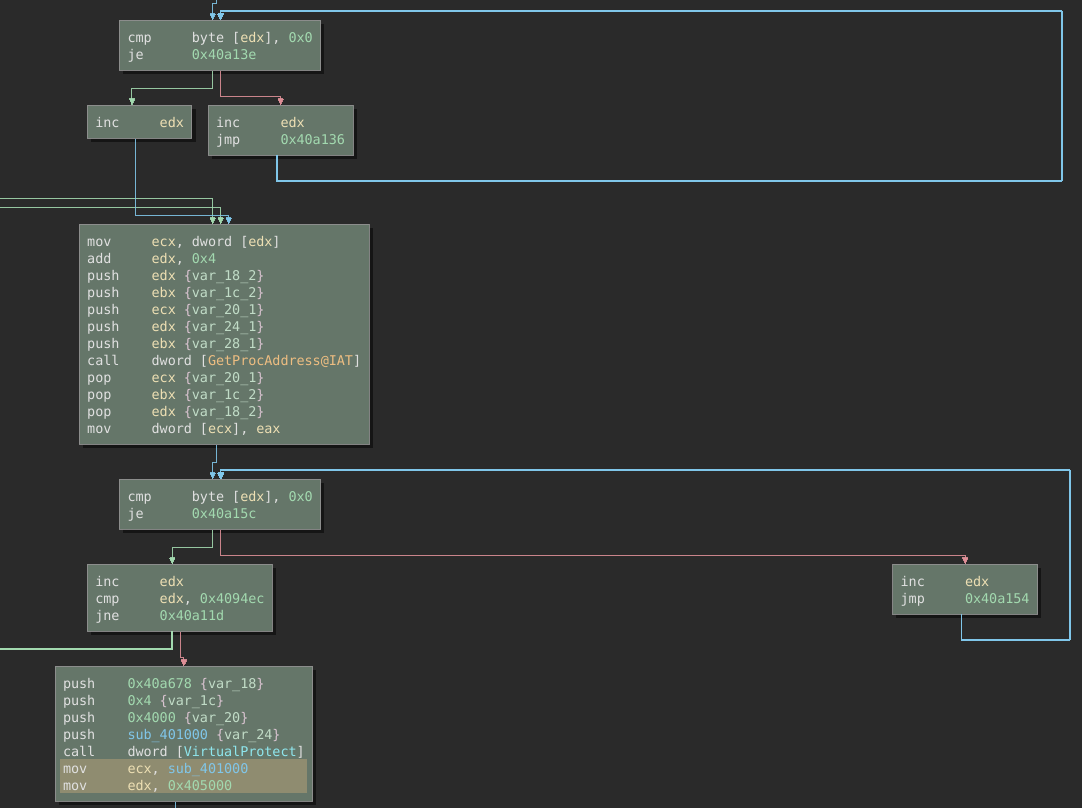 cmp byte [edx], 0x0
je 0x40a13e
inc edx
inc edx
jmp 0x40a136
mov ecx, dword [edx]
add edx, 0x4
push edx {var_18_2}
push ebx {var_1c_2}
push ecx {var_20_1}
push edx {var_24_1}
push ebx {var_28_1}
call dword [GetProcAddress@IAT]
pop ecx {var_20_1}
pop ebx {var_1c_2}
pop edx {var_18_2}
mov dword [ecx], eax
cmp byte [edx], 0x0
je 0x40a15c
inc edx
cmp edx, 0x4094ec
jne 0x40a11d
inc edx
jmp 0x40a154
push 0x40a678 {var_18}
push 0x4 {var_1c}
push 0x4000 {var_20}
push sub_401000 {var_24}
call dword [VirtualProtect]
mov ecx, sub_401000
mov edx, 0x405000